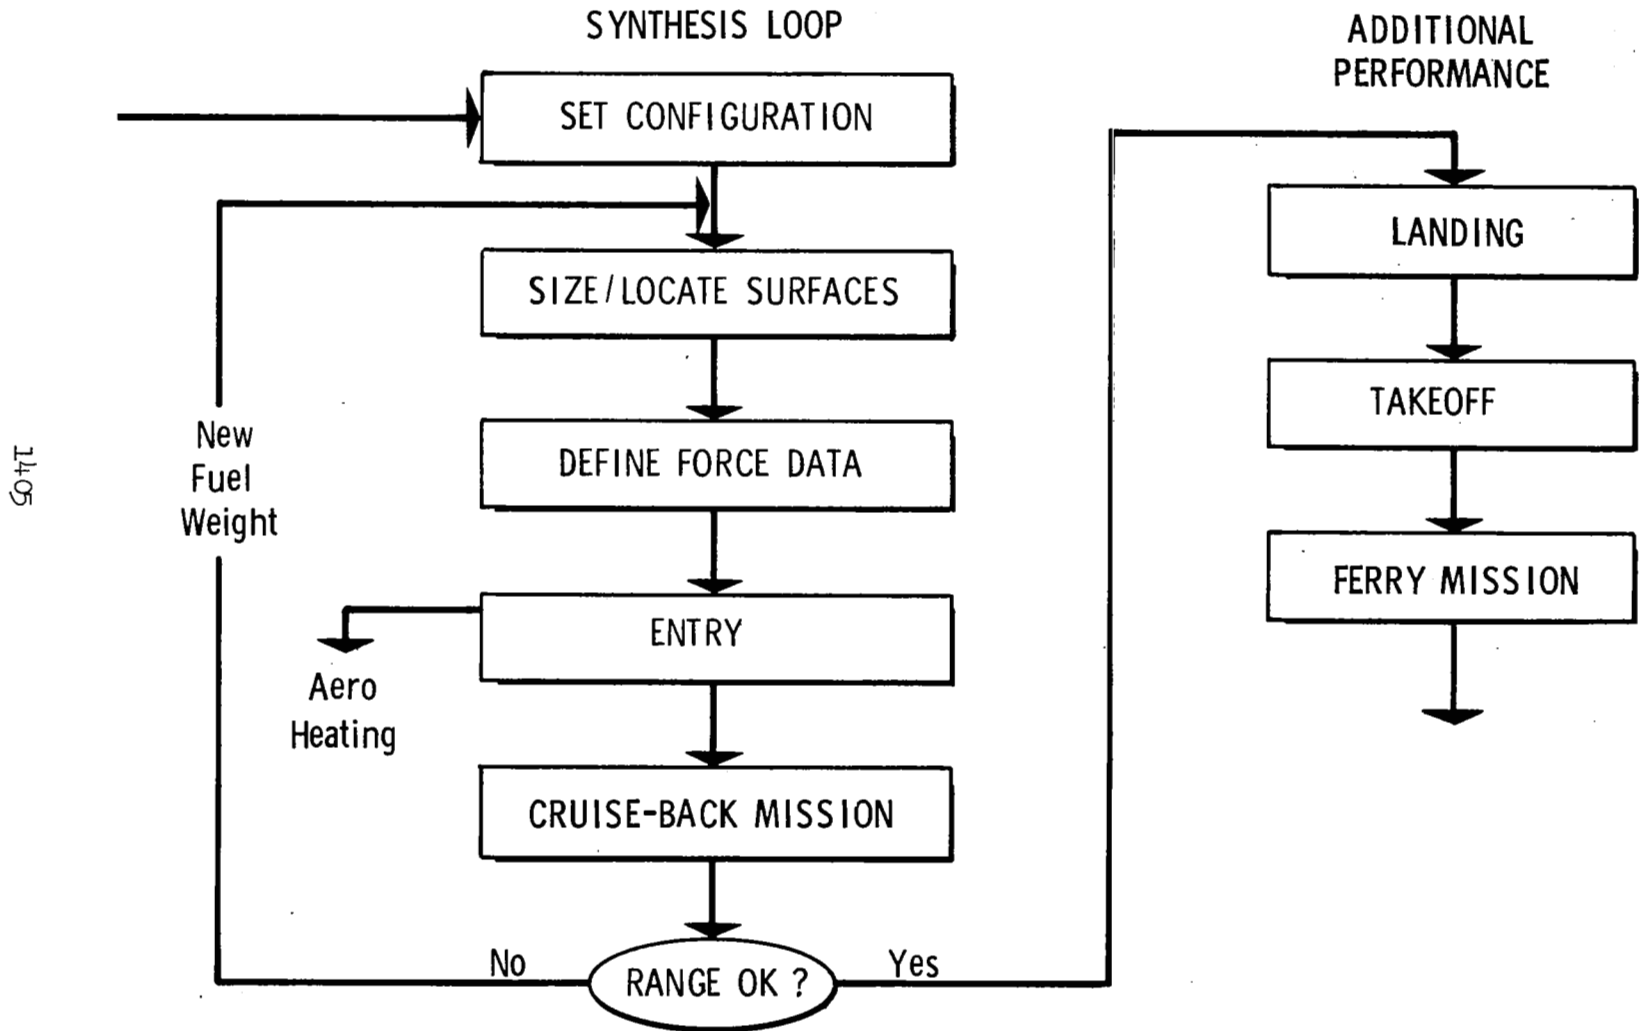 SYNTHESIS LOOP
SET CONFIGURATION
SIZE/LOCATE SURFACES
DEFINE FORCE DATA
ENTRY
CRUISE-BACK MISSION
RANGE OK ?
No
Yes
New
Fuel
Weight
Aero
Heating
ADDITIONAL
PERFORMANCE
LANDING
TAKEOFF
FERRY MISSION
1405